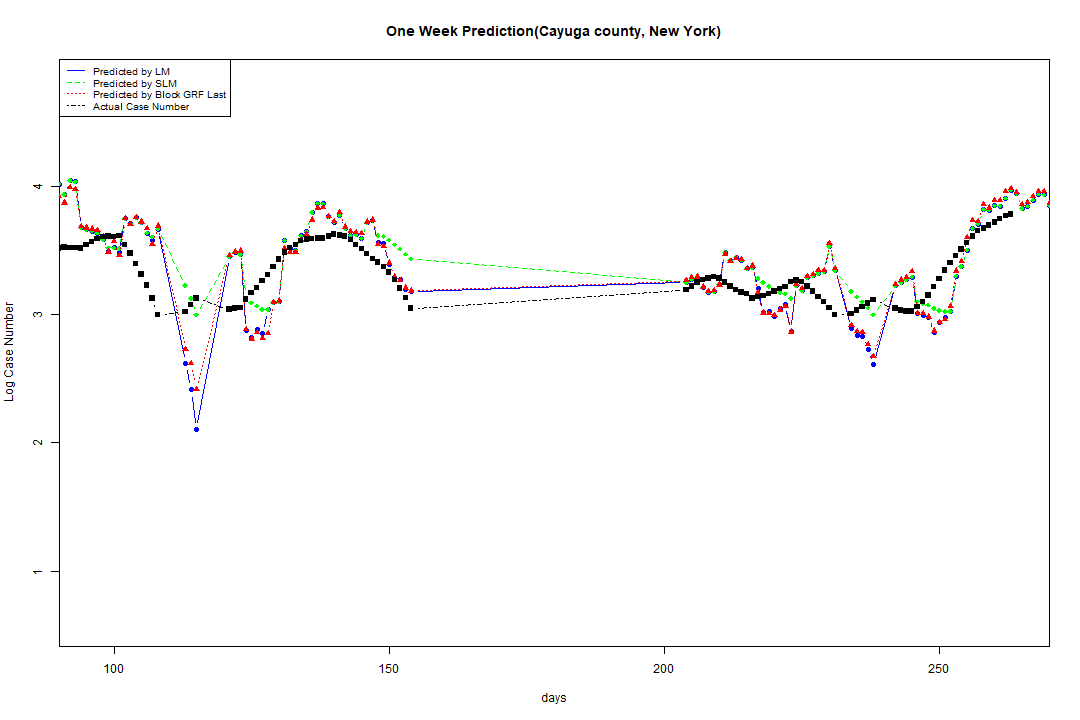 One Week Prediction(Cayuga county, New York)
Predicted by LM
Predicted by SLM
Predicted by Block GRF Last
Actual Case Number
4
3
2
1
Log Case Number
100 150 200 250
days